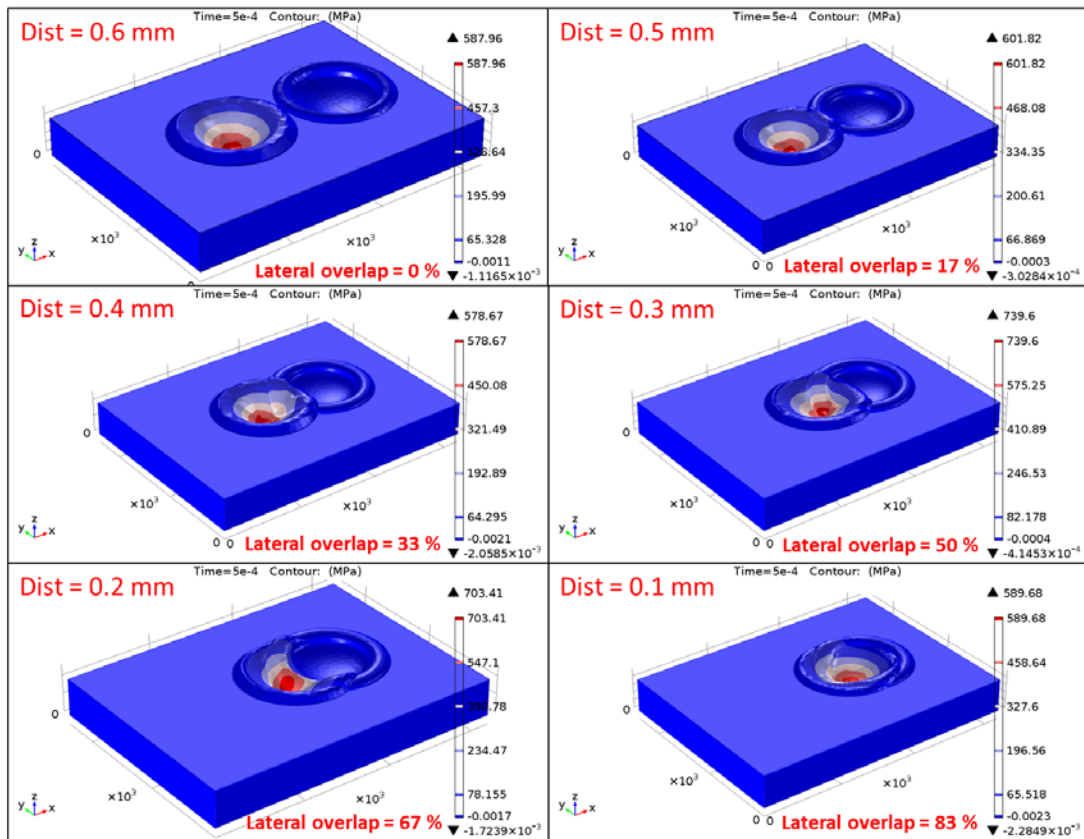 Time=5e-4 Contour: (MPa)
Dist = 0.6 mm
▲ 587.96
587.96
457.3
326.64
195.99
65.328
-0.0011
▼ -1.1165×10⁻³
0
×10³
×10³
y z x
0
Lateral overlap = 0 %
Time=5e-4 Contour: (MPa)
Dist = 0.5 mm
▲ 601.82
601.82
468.08
334.35
200.61
66.869
-0.0003
▼ -3.0284×10⁻⁴
0
×10³
×10³
y z x
0 0
Lateral overlap = 17 %
Time=5e-4 Contour: (MPa)
Dist = 0.4 mm
▲ 578.67
578.67
450.08
321.49
192.89
64.295
-0.0021
▼ -2.0585×10⁻³
0
×10³
×10³
y z x
0 0
Lateral overlap = 33 %
Time=5e-4 Contour: (MPa)
Dist = 0.3 mm
▲ 739.6
739.6
575.25
410.89
246.53
82.178
-0.0004
▼ -4.1453×10⁻⁴
0
×10³
×10³
y z x
0 0
Lateral overlap = 50 %
Time=5e-4 Contour: (MPa)
Dist = 0.2 mm
▲ 703.41
703.41
547.1
390.78
234.47
78.155
-0.0017
▼ -1.7239×10⁻³
0
×10³
×10³
y z x
Lateral overlap = 67 %
Time=5e-4 Contour: (MPa)
Dist = 0.1 mm
▲ 589.68
589.68
458.64
327.6
196.56
65.518
-0.0023
▼ -2.2849×10⁻³
0
×10³
×10³
y z x
0 0
Lateral overlap = 83 %